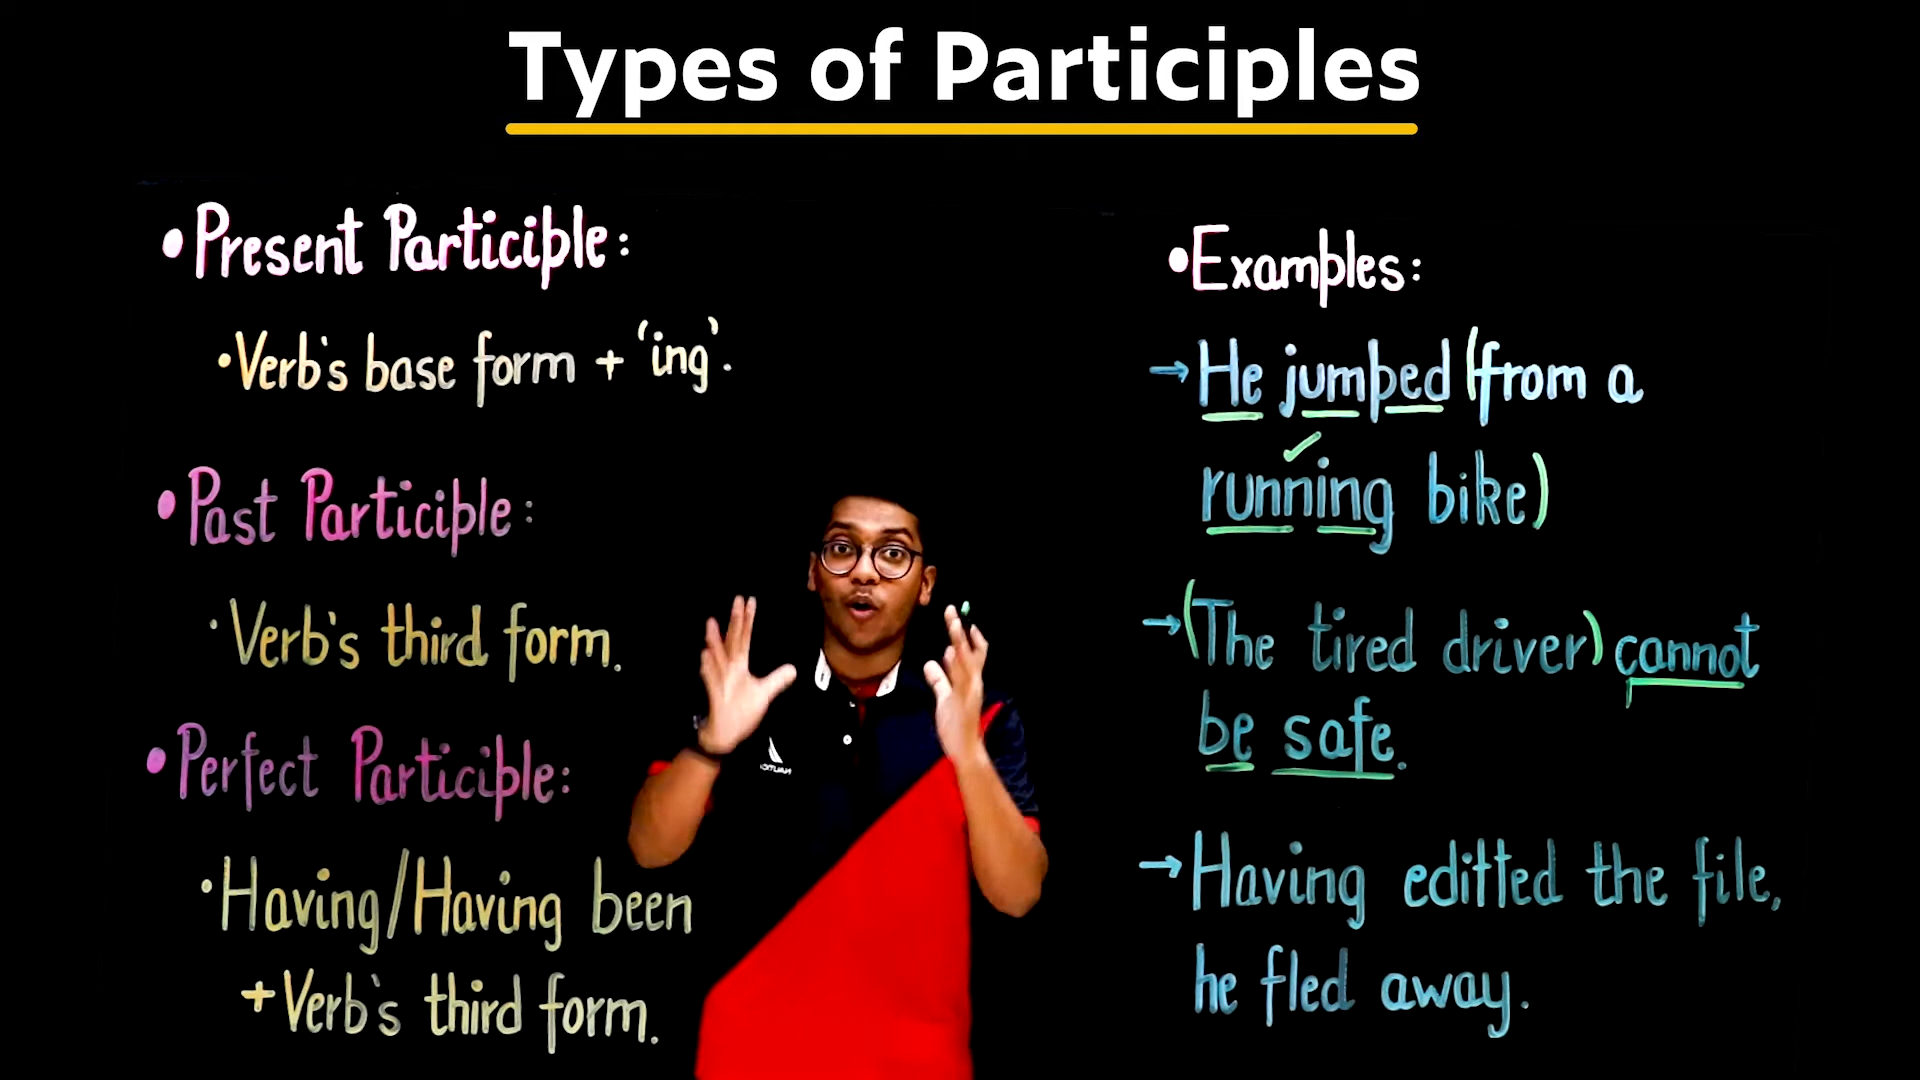 Types of Participles
• Present Participle:
• Verb's base form + 'ing'.
• Past Participle:
• Verb's third form.
• Perfect Participle:
• Having/Having been
+ Verb's third form.
• Examples:
→ He jumped (from a
running bike)
→ (The tired driver) cannot
be safe.
→ Having editted the file,
he fled away.